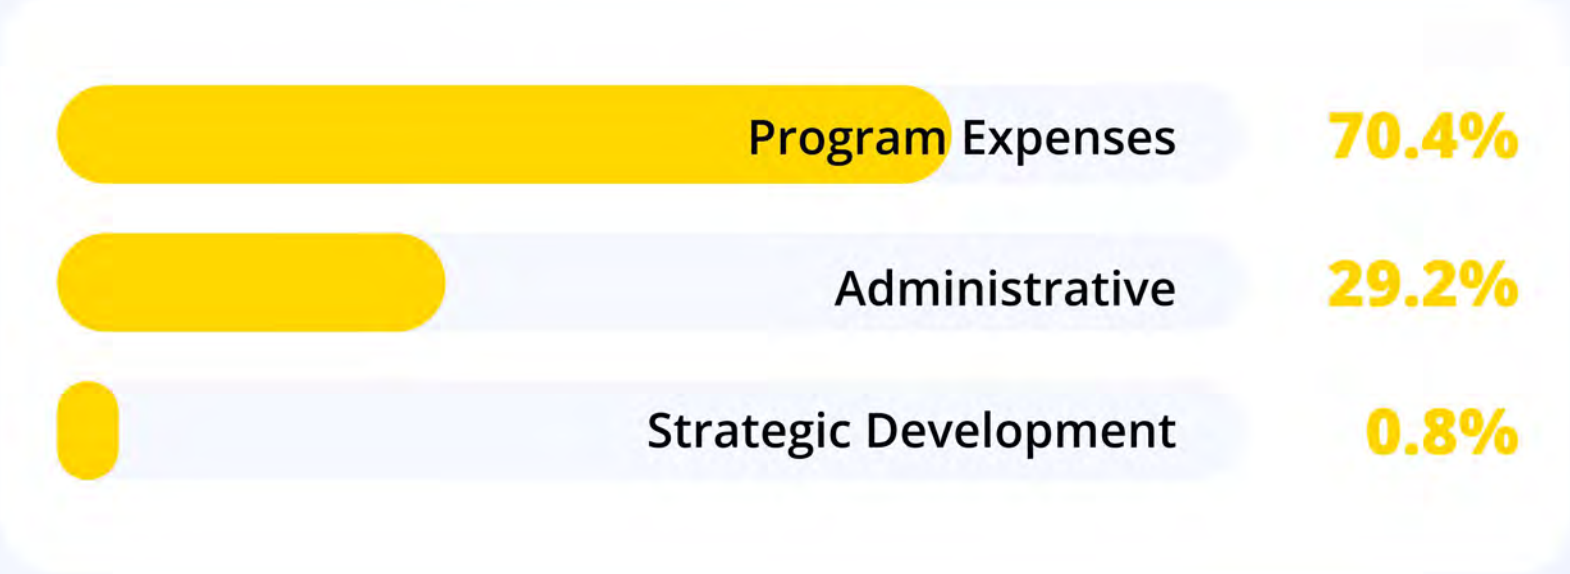 Program Expenses 70.4%
Administrative 29.2%
Strategic Development 0.8%